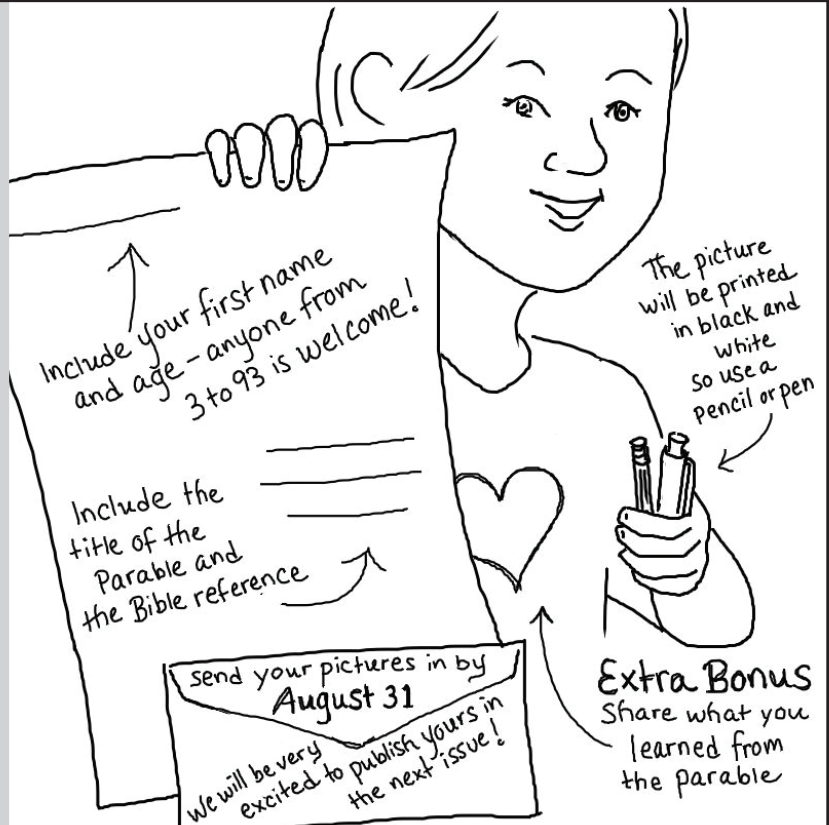 Include your first name
and age - anyone from
3 to 93 is welcome!
The picture
will be printed
in black and
white
so use a
pencil or pen
Include the
title of the
Parable and
the Bible reference
send your pictures in by
August 31
We will be very
excited to publish yours in
the next issue!
Extra Bonus
Share what you
learned from
the parable